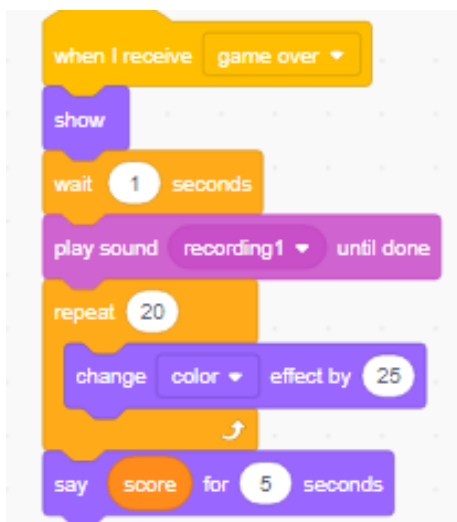 when I receive game over
show
wait 1 seconds
play sound recording1 until done
repeat 20
change color effect by 25
say score for 5 seconds